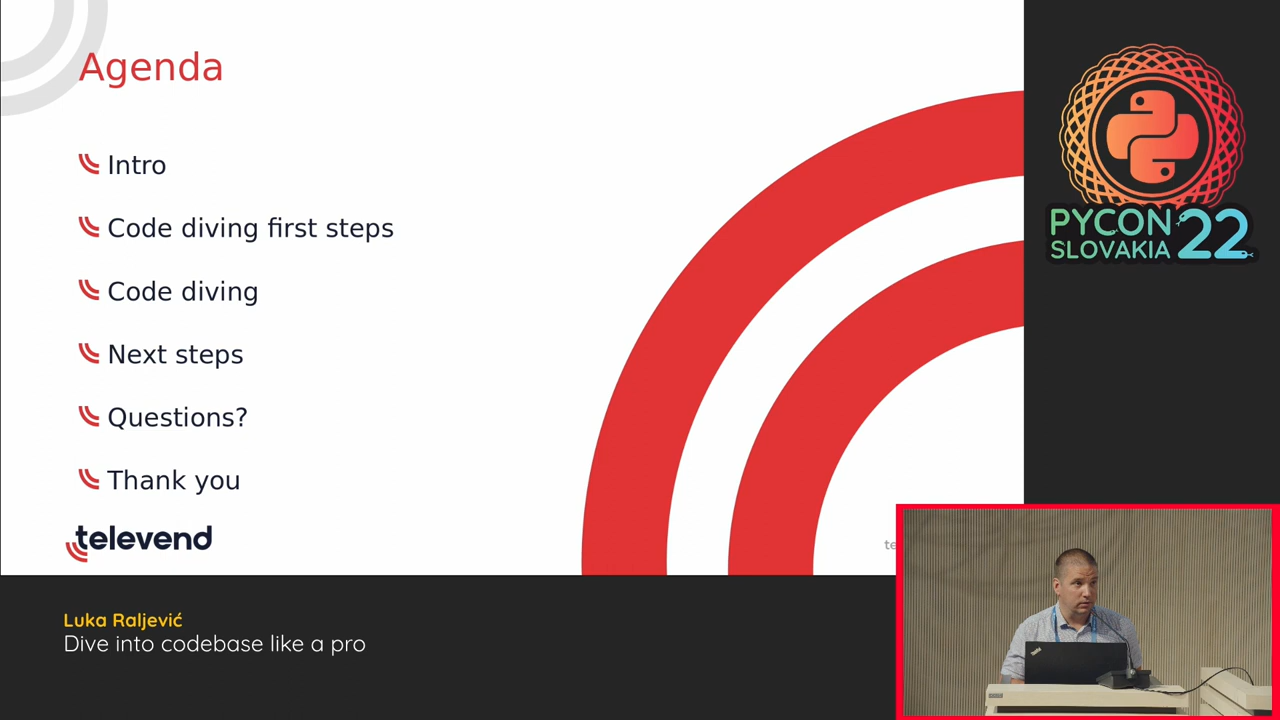 Agenda
Intro
Code diving first steps
Code diving
Next steps
Questions?
Thank you
televend
PYCON
SLOVAKIA 22
te
Luka Raljević
Dive into codebase like a pro